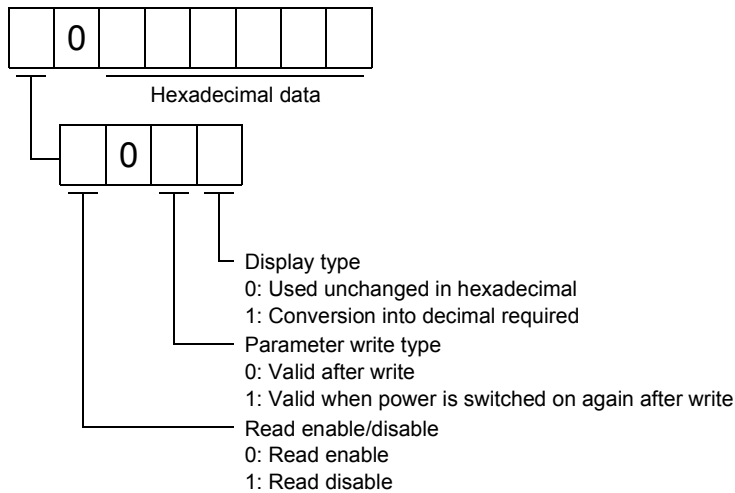 0
Hexadecimal data
0
Display type
0: Used unchanged in hexadecimal
1: Conversion into decimal required
Parameter write type
0: Valid after write
1: Valid when power is switched on again after write
Read enable/disable
0: Read enable
1: Read disable